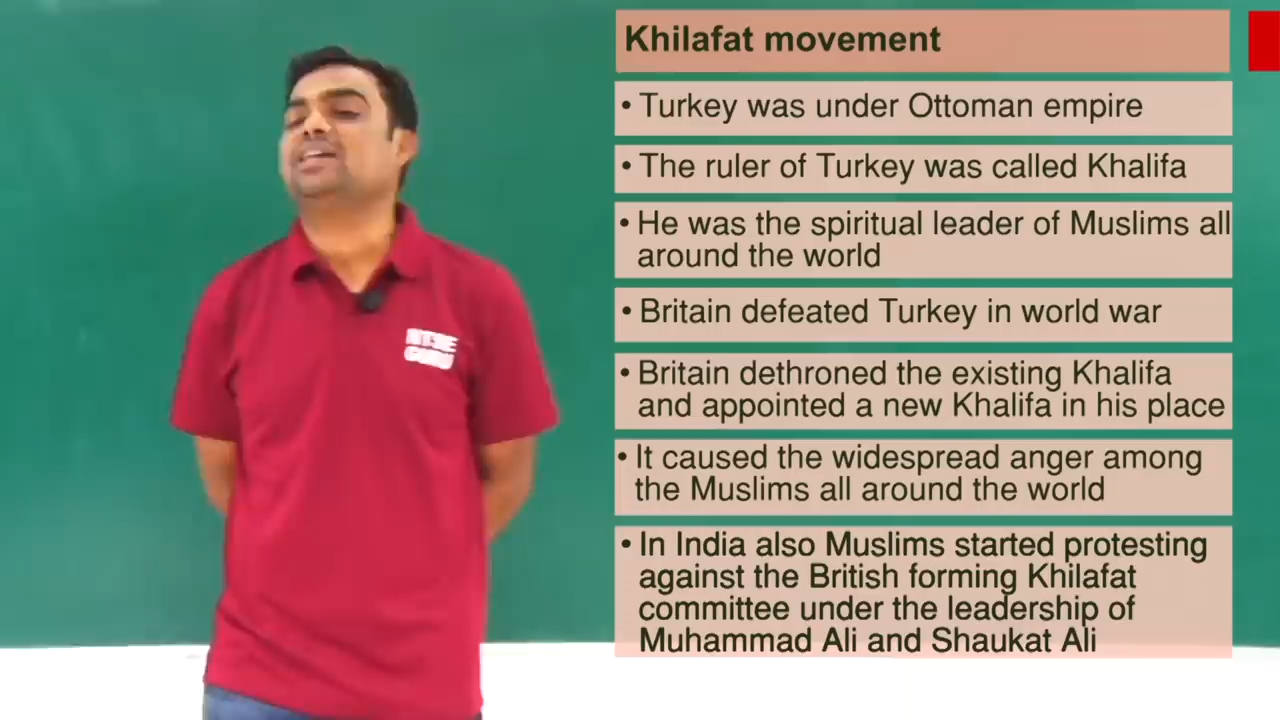 Khilafat movement
• Turkey was under Ottoman empire
• The ruler of Turkey was called Khalifa
• He was the spiritual leader of Muslims all
around the world
• Britain defeated Turkey in world war
• Britain dethroned the existing Khalifa
and appointed a new Khalifa in his place
• It caused the widespread anger among
the Muslims all around the world
• In India also Muslims started protesting
against the British forming Khilafat
committee under the leadership of
Muhammad Ali and Shaukat Ali